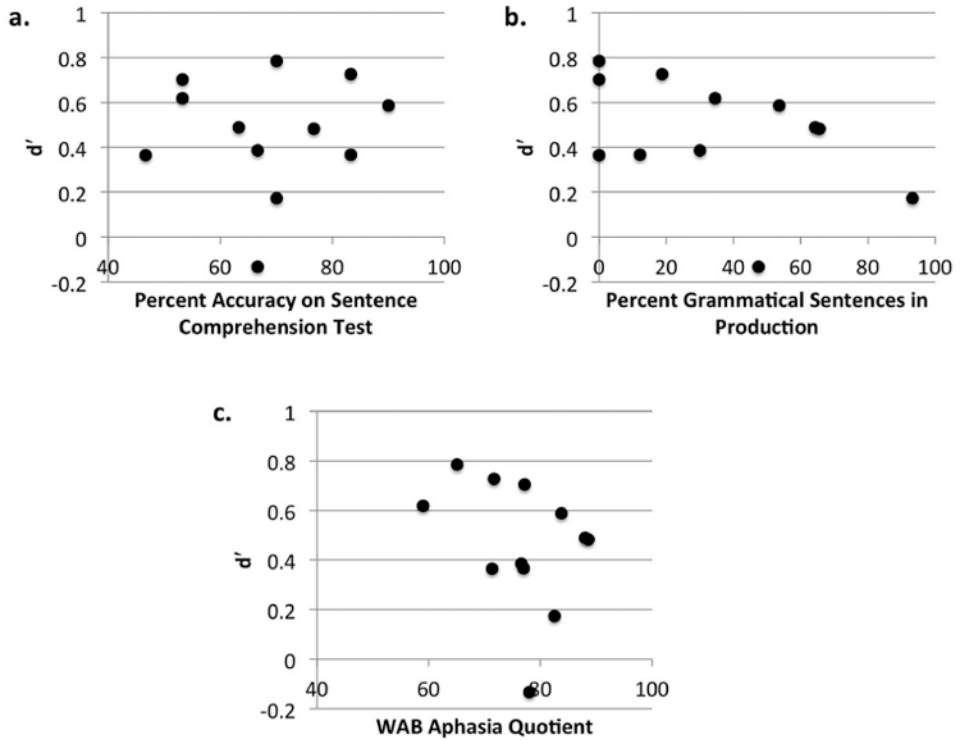 a.
1
0.8
0.6
0.4
0.2
0
-0.2
d′
40 60 80 100
Percent Accuracy on Sentence
Comprehension Test
b.
1
0.8
0.6
0.4
0.2
0
-0.2
d′
0 20 40 60 80 100
Percent Grammatical Sentences in
Production
c.
1
0.8
0.6
0.4
0.2
0
-0.2
d′
40 60 80 100
WAB Aphasia Quotient